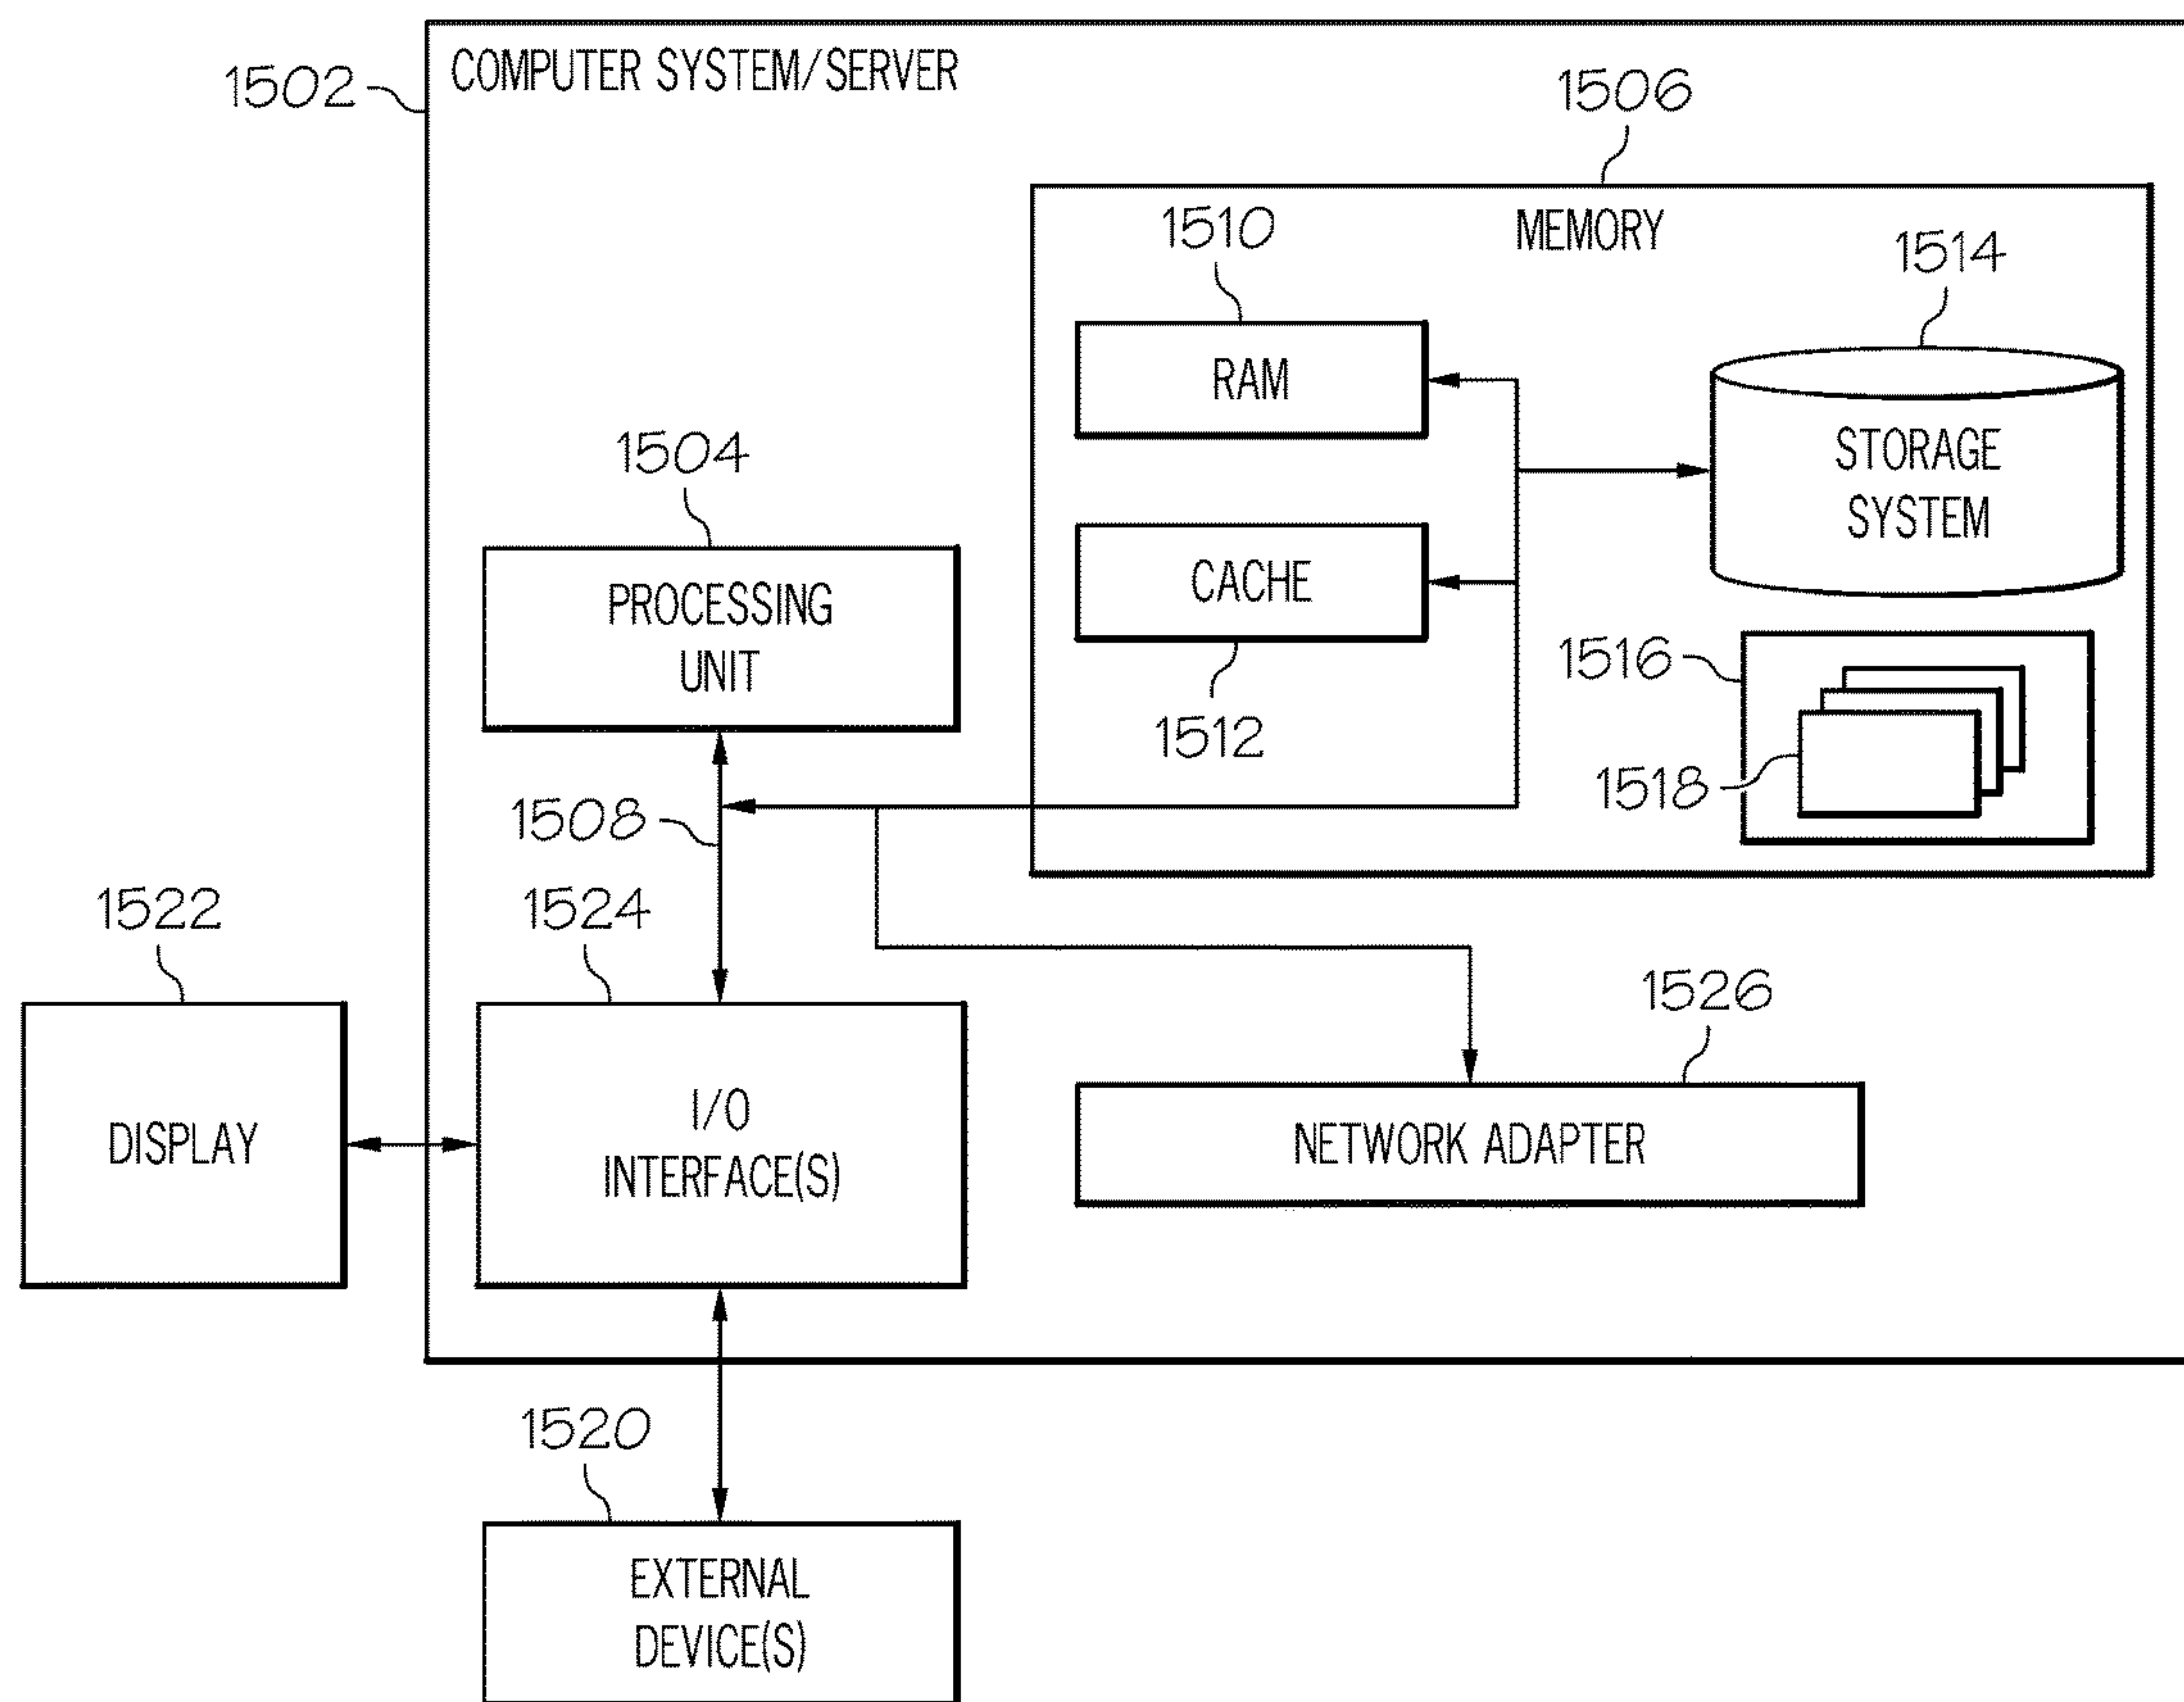 COMPUTER SYSTEM/SERVER
1502
1506
MEMORY
1510
1514
RAM
STORAGE
SYSTEM
1504
PROCESSING
UNIT
CACHE
1512
1516
1518
1508
1522
1524
1526
DISPLAY
I/O
INTERFACE(S)
NETWORK ADAPTER
1520
EXTERNAL
DEVICE(S)